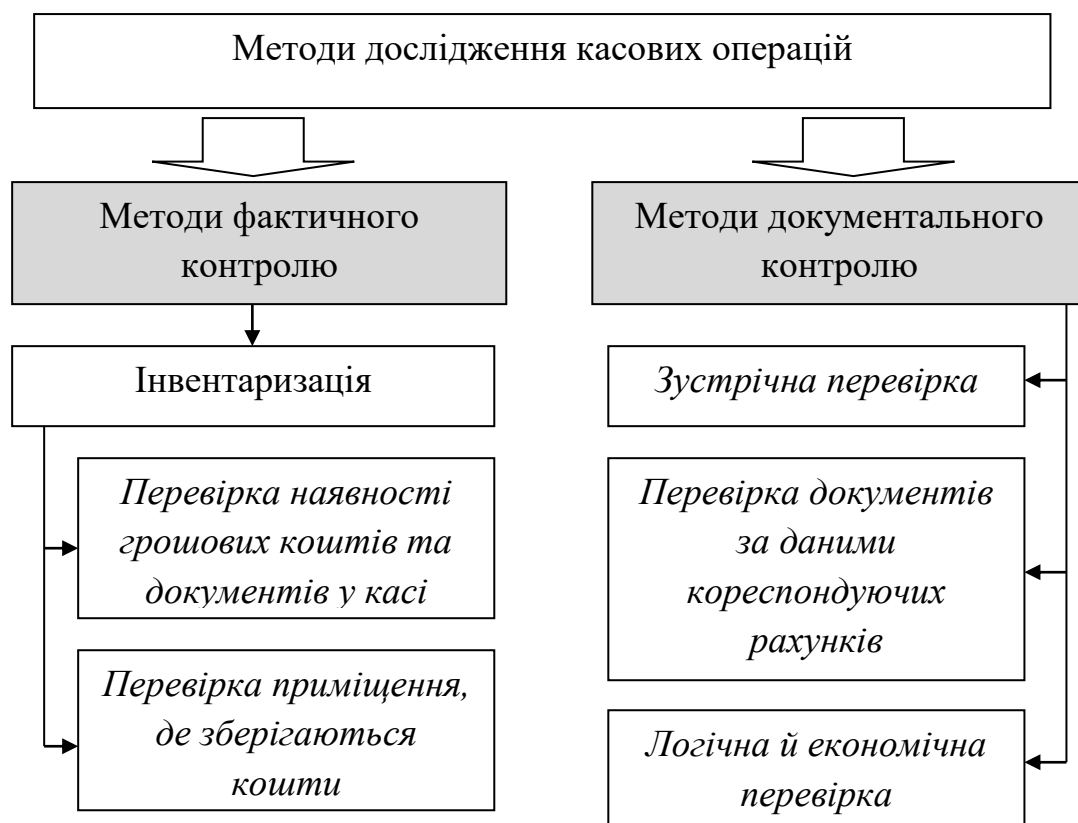 Методи дослідження касових операцій
Методи фактичного
контролю
Інвентаризація
Перевірка наявності
грошових коштів та
документів у касі
Перевірка приміщення,
де зберігаються
кошти
Методи документального
контролю
Зустрічна перевірка
Перевірка документів
за даними
кореспондуючих
рахунків
Логічна й економічна
перевірка